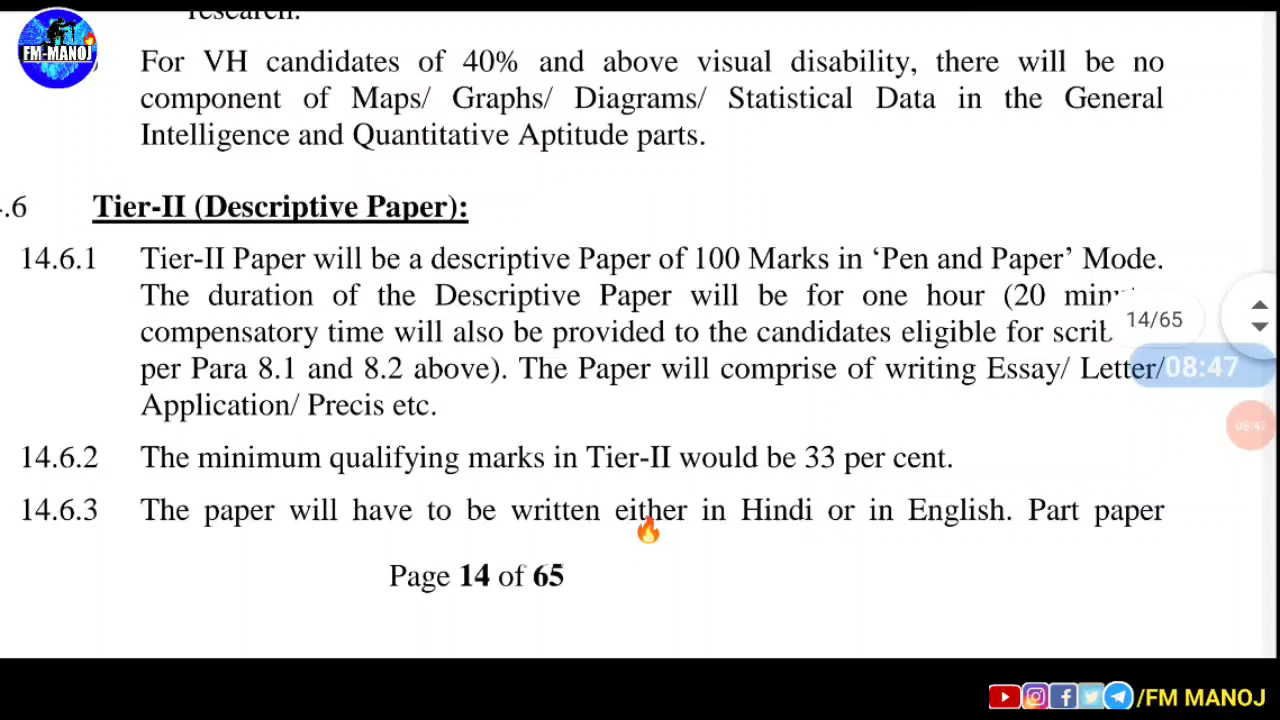 research.
FM-MANOJ
For VH candidates of 40% and above visual disability, there will be no
component of Maps/ Graphs/ Diagrams/ Statistical Data in the General
Intelligence and Quantitative Aptitude parts.
.6 Tier-II (Descriptive Paper):
14.6.1 Tier-II Paper will be a descriptive Paper of 100 Marks in ‘Pen and Paper’ Mode.
The duration of the Descriptive Paper will be for one hour (20
compensatory time will also be provided to the candidates eligible for
14/65
per Para 8.1 and 8.2 above). The Paper will comprise of writing Essay/ Letter/
08:47
Application/ Precis etc.
14.6.2 The minimum qualifying marks in Tier-II would be 33 per cent.
14.6.3 The paper will have to be written either in Hindi or in English. Part paper
Page 14 of 65
/FM MANOJ